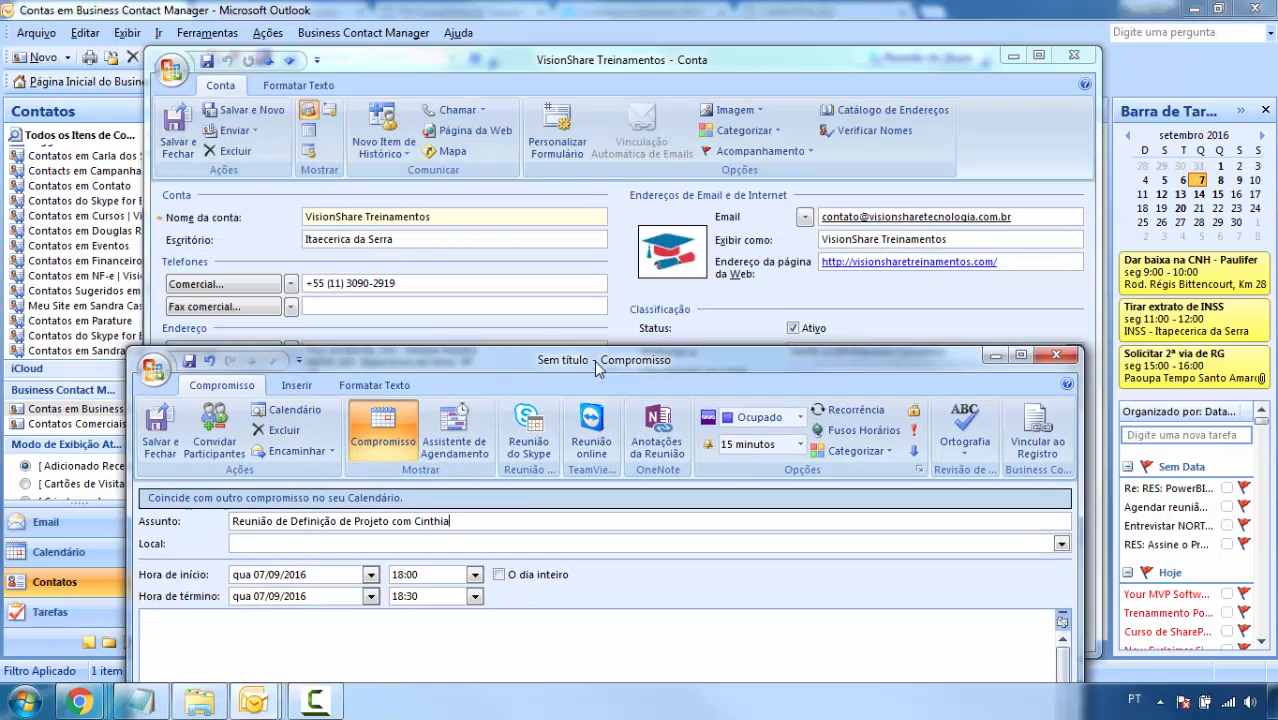 Contas em Business Contact Manager - Microsoft Outlook
Arquivo Editar Exibir Ir Ferramentas Ações Business Contact Manager Ajuda
Digite uma pergunta
Novo
Página Inicial do Busin
Contatos
Todos os Itens de Co...
Contatos em Carla dos
Contacts em Campanha
Contatos em Contato
Contatos do Skype for B
Contatos em Cursos | Vi
Contatos em Douglas R
Contatos em Eventos
Contatos em Financeiro
Contatos em NF-e | Visio
Contatos Sugeridos em
Meu Site em Sandra Cas
Contatos em Parature
Contatos do Skype for B
Contatos em Sandra Ca
iCloud
Business Contact M...
Contas em Business
Contatos Comerciais
Modo de Exibição At
[ Adicionado Rece
[ Cartões de Visita
Email
Calendário
Contatos
Tarefas
Filtro Aplicado 1 item
VisionShare Treinamentos - Conta
Conta Formatar Texto
Salvar e Fechar
Salvar e Novo
Enviar
Excluir
Ações
Mostrar
Novo Item de Histórico
Chamar
Página da Web
Mapa
Comunicar
Personalizar Formulário
Vinculação Automática de Emails
Imagem
Categorizar
Acompanhamento
Catálogo de Endereços
Verificar Nomes
Opções
Conta
Nome da conta: VisionShare Treinamentos
Escritório: Itaecerica da Serra
Telefones
Comercial... +55 (11) 3090-2919
Fax comercial...
Endereço
Endereços de Email e de Internet
Email contato@visionsharetecnologia.com.br
Exibir como: VisionShare Treinamentos
Endereço da página da Web: http://visionsharetreinamentos.com/
Classificação
Status: Ativo
Sem título - Compromisso
Compromisso Inserir Formatar Texto
Salvar e Fechar
Convidar Participantes
Calendário
Excluir
Encaminhar
Ações
Compromisso
Assistente de Agendamento
Mostrar
Reunião do Skype
Reunião ...
Reunião online
TeamVie...
Anotações da Reunião
OneNote
Ocupado
15 minutos
Recorrência
Fusos Horários
Categorizar
Opções
ABC
Ortografia
Revisão de ...
Vincular ao Registro
Business Co...
Coincide com outro compromisso no seu Calendário.
Assunto: Reunião de Definição de Projeto com Cinthia
Local:
Hora de início: qua 07/09/2016 18:00 O dia inteiro
Hora de término: qua 07/09/2016 18:30
Barra de Tar...
setembro 2016
D S T Q Q S S
28 29 30 31 1 2 3
4 5 6 7 8 9 10
11 12 13 14 15 16 17
18 19 20 21 22 23 24
25 26 27 28 29 30
2 3 4 5 6 7 8
Dar baixa na CNH - Paulifer
seg 9:00 - 10:00
Rod. Régis Bittencourt, Km 28
Tirar extrato de INSS
seg 11:00 - 12:00
INSS - Itapecerica da Serra
Solicitar 2ª via de RG
seg 15:00 - 16:00
Paoupa Tempo Santo Amaro
Organizado por: Data...
Digite uma nova tarefa
Sem Data
Re: RES: PowerBI...
Agendar reuniã...
Entrevistar NORT...
RES: Assine o Pr...
Hoje
Your MVP Softw...
Trenammento Po...
Curso de ShareP...
PT